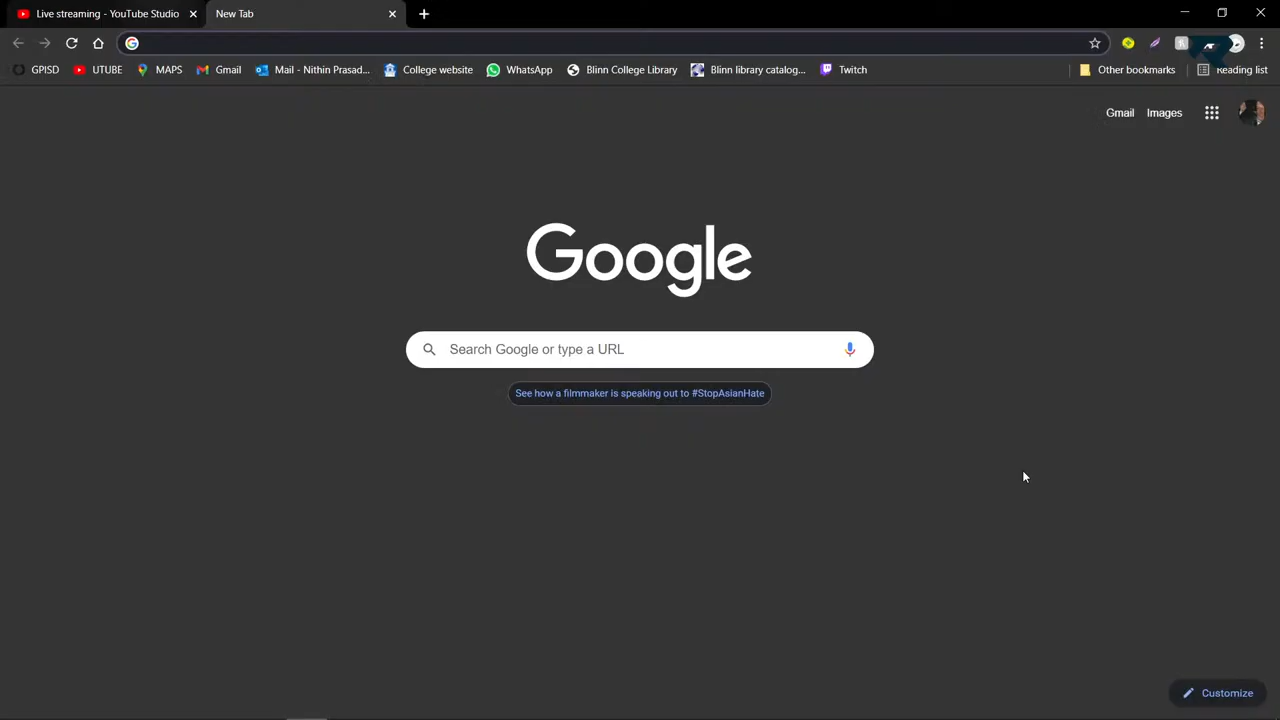 Live streaming - YouTube Studio
New Tab
GPISD
UTUBE
MAPS
Gmail
Mail - Nithin Prasad...
College website
WhatsApp
Blinn College Library
Blinn library catalog...
Twitch
Other bookmarks
Reading list
Gmail
Images
Google
Search Google or type a URL
See how a filmmaker is speaking out to #StopAsianHate
Customize